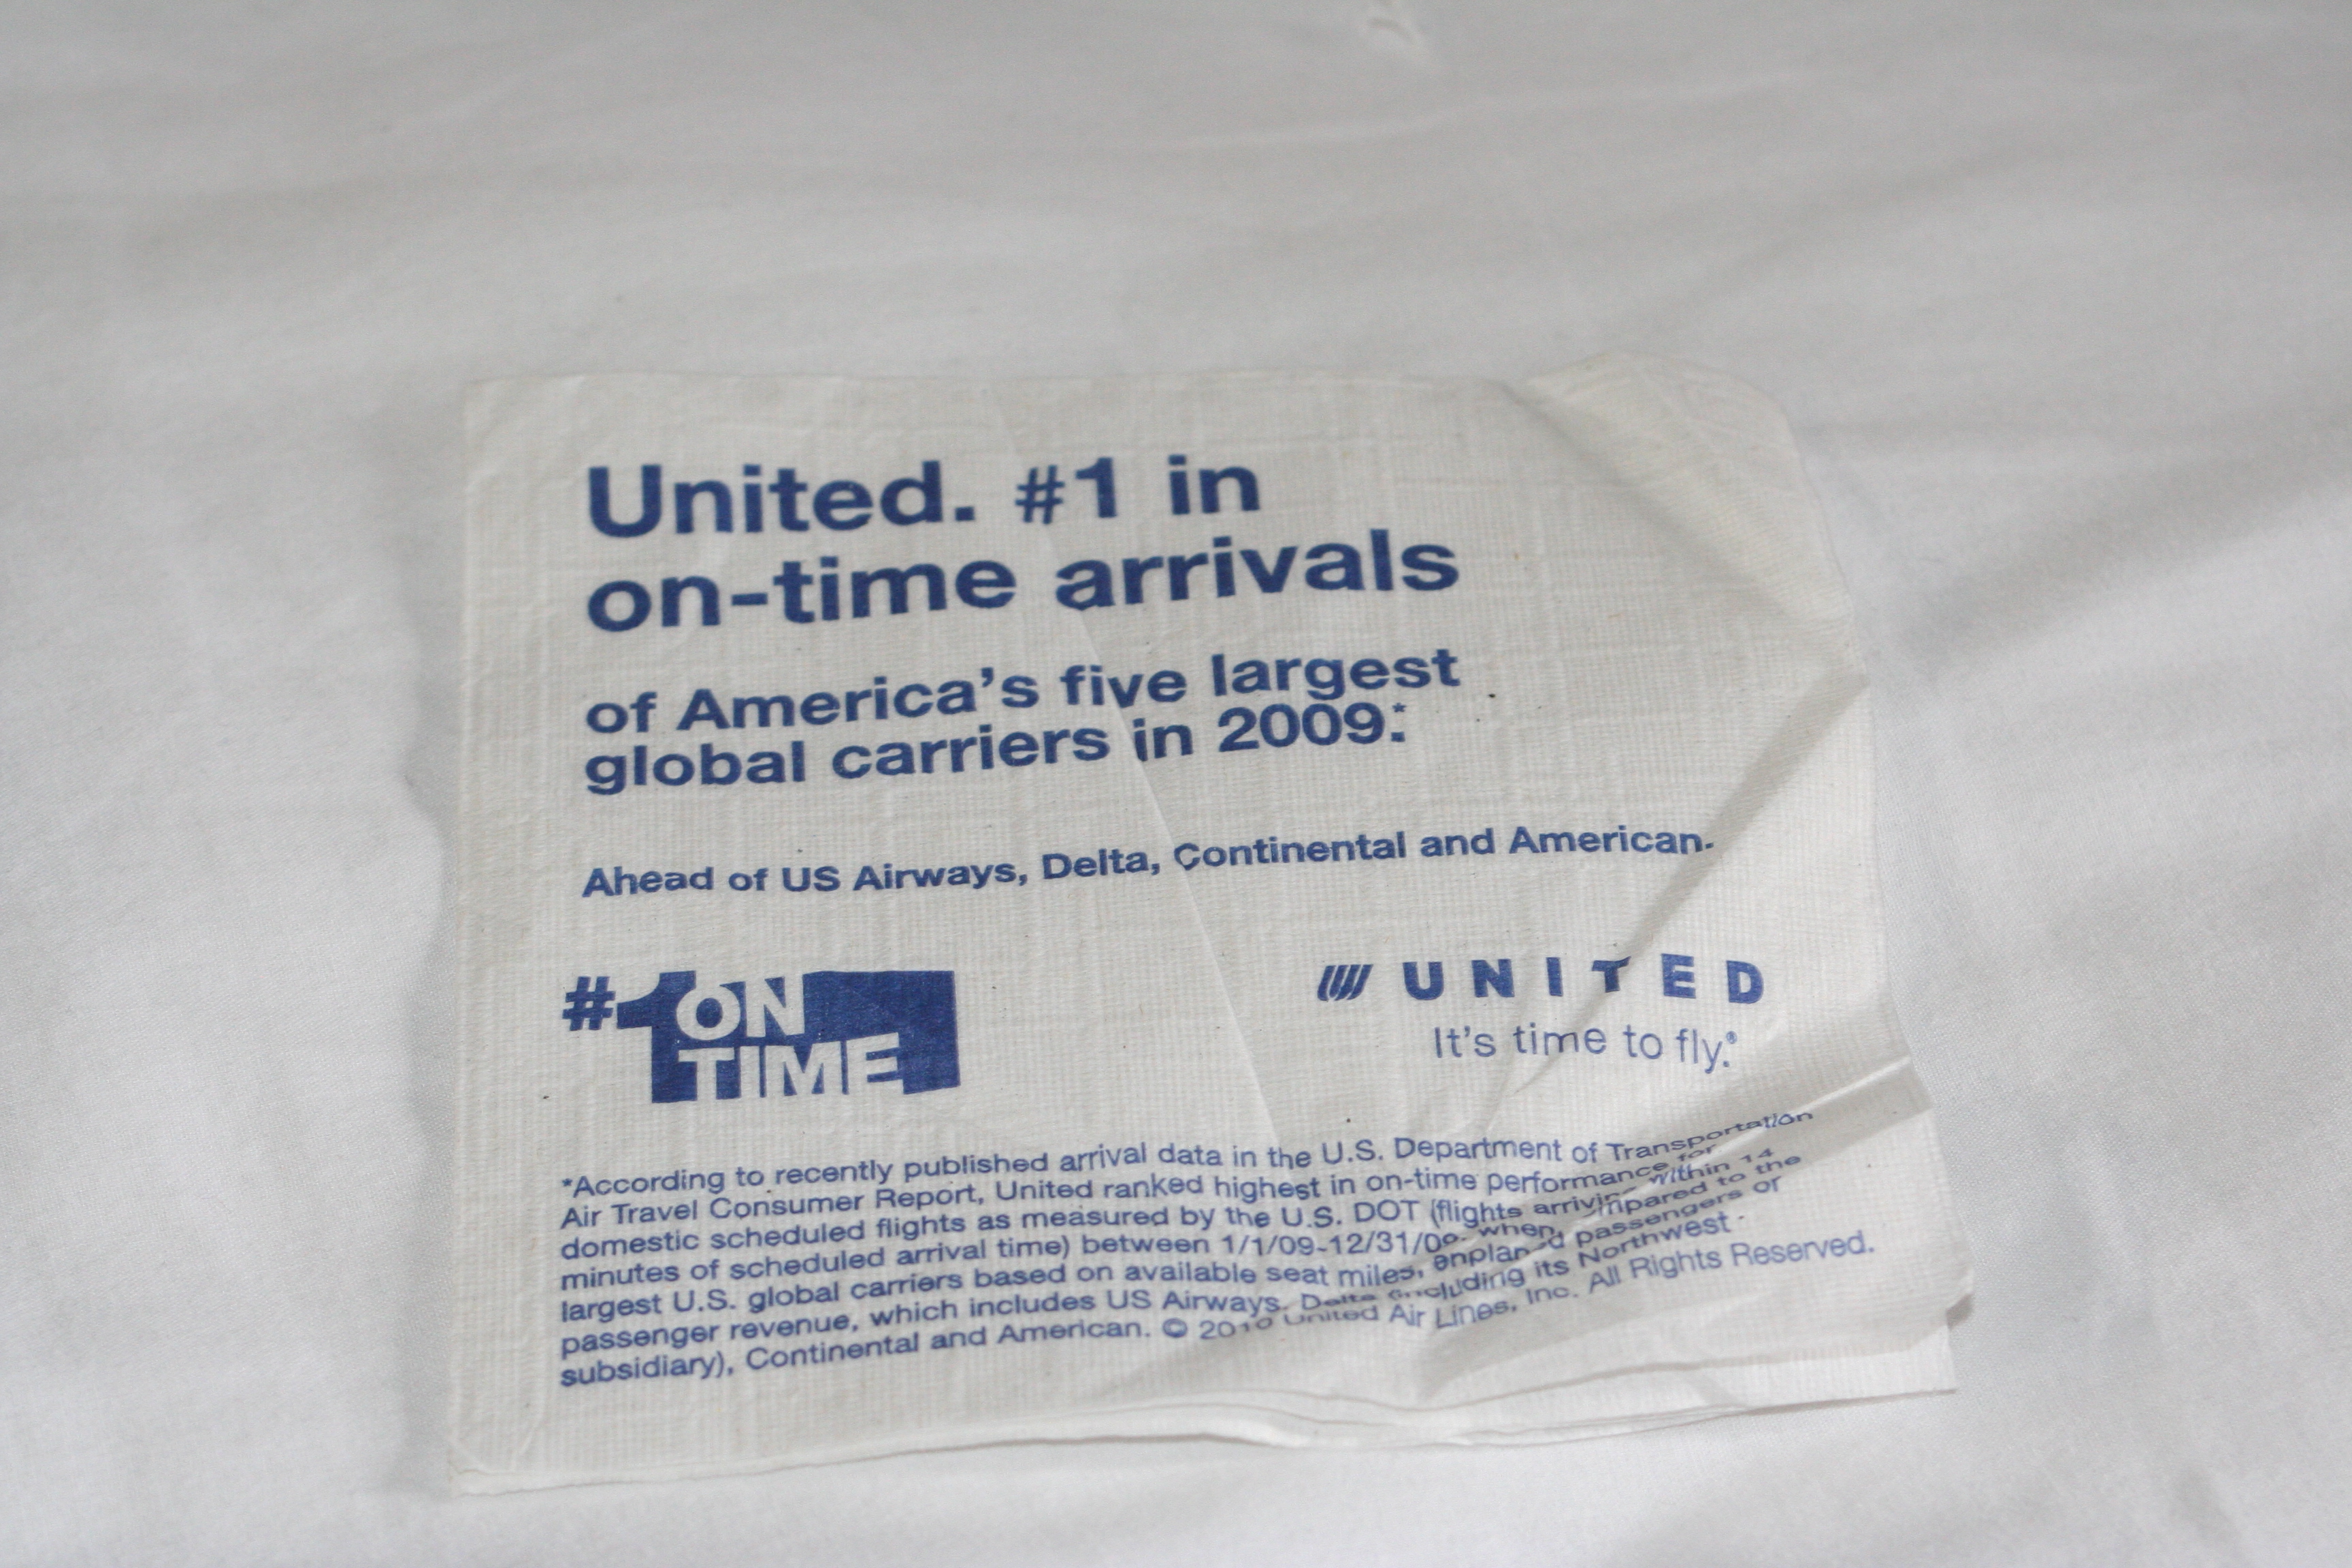 United. #1 in
on-time arrivals
of America's five largest
global carriers in 2009.*
Ahead of US Airways, Delta, Continental and American.
#1 ON
TIME
UNITED
It's time to fly.®
*According to recently published arrival data in the U.S. Department of Transportation
Air Travel Consumer Report, United ranked highest in on-time performance for
domestic scheduled flights as measured by the U.S. DOT (flights arriving within 14
minutes of scheduled arrival time) between 1/1/09-12/31/09 when compared to the
largest U.S. global carriers based on available seat miles, enplaned passengers or
passenger revenue, which includes US Airways, Delta (including its Northwest
subsidiary), Continental and American. © 2010 United Air Lines, Inc. All Rights Reserved.